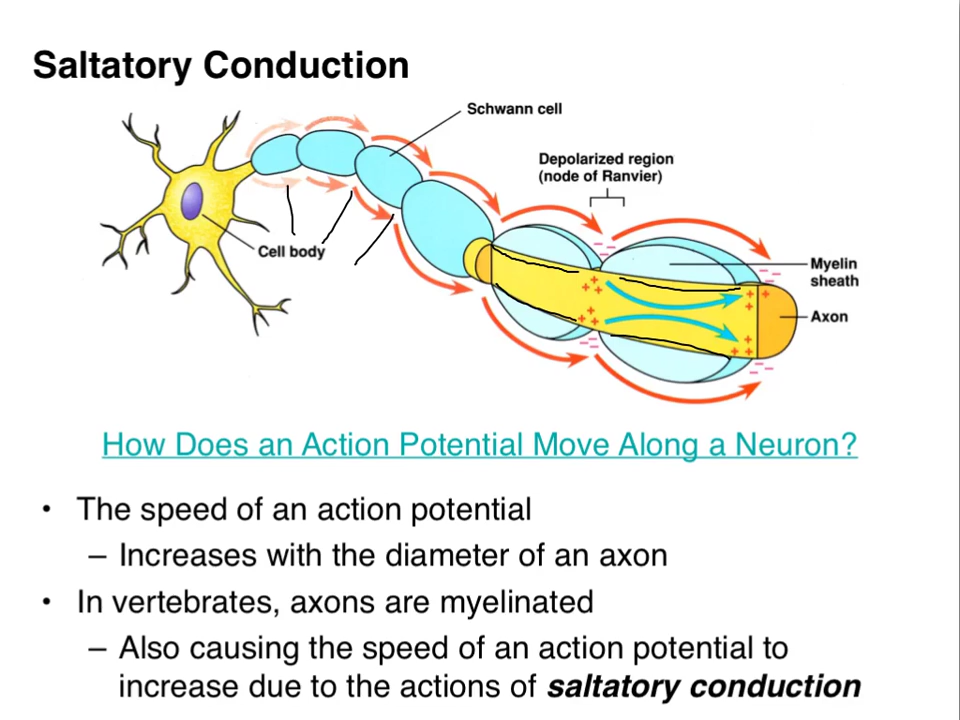 Saltatory Conduction
Schwann cell
Depolarized region
(node of Ranvier)
Cell body
Myelin
sheath
Axon
How Does an Action Potential Move Along a Neuron?
• The speed of an action potential
– Increases with the diameter of an axon
• In vertebrates, axons are myelinated
– Also causing the speed of an action potential to
increase due to the actions of saltatory conduction